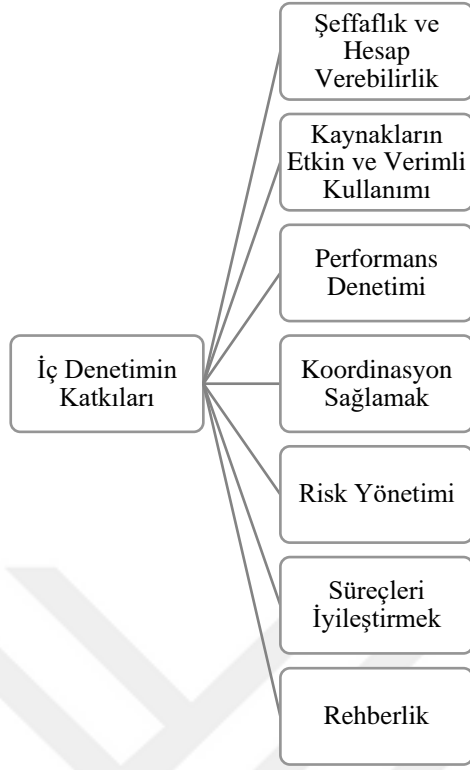 Şeffaflık ve
Hesap
Verebilirlik
Kaynakların
Etkin ve Verimli
Kullanımı
Performans
Denetimi
İç Denetimin
Katkıları
Koordinasyon
Sağlamak
Risk Yönetimi
Süreçleri
İyileştirmek
Rehberlik